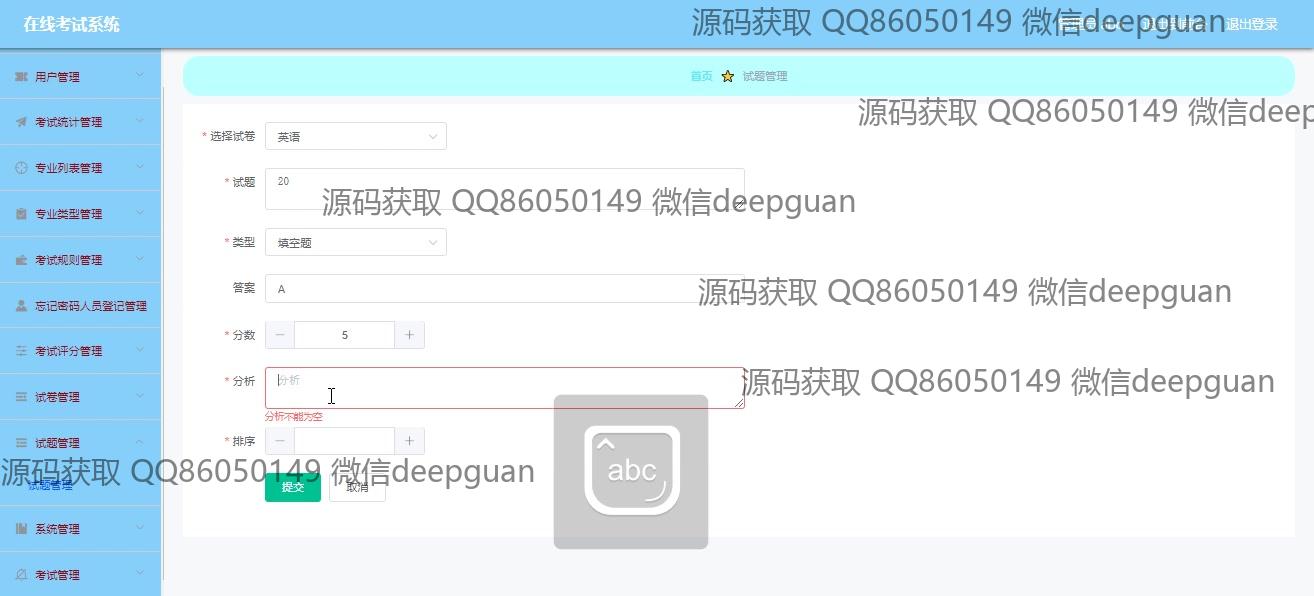 在线考试系统
退出登录
源码获取 QQ86050149 微信deepguan
首页 试题管理
源码获取 QQ86050149 微信deep
用户管理
考试统计管理
专业列表管理
专业类型管理
考试规则管理
忘记密码人员登记管理
考试评分管理
试卷管理
试题管理
试题管理
系统管理
考试管理
* 选择试卷 英语
* 试题 20
源码获取 QQ86050149 微信deepguan
* 类型 填空题
答案 A
源码获取 QQ86050149 微信deepguan
* 分数 − 5 +
* 分析 分析
源码获取 QQ86050149 微信deepguan
分析不能为空
* 排序 − +
源码获取 QQ86050149 微信deepguan
提交 取消
abc